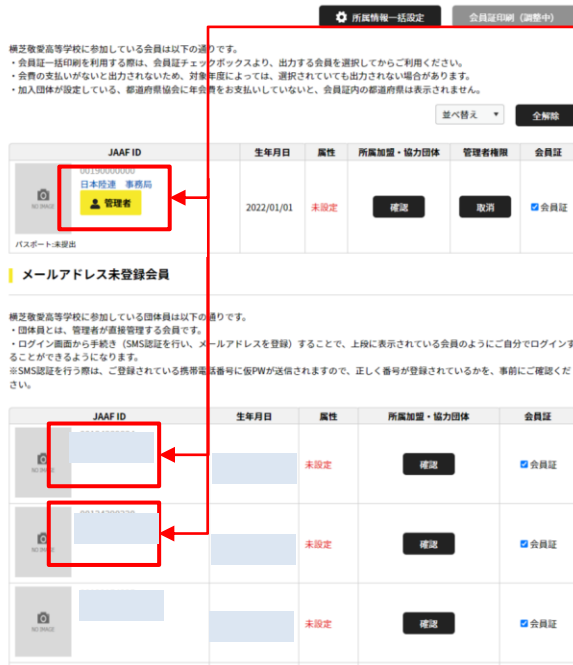 所属情報一括設定
会員証印刷（調整中）
横芝敬愛高等学校に参加している会員は以下の通りです。
・会員証一括印刷を利用する際は、会員証チェックボックスより、出力する会員を選択してからご利用ください。
・会費の支払いがないと出力されないため、対象年度によっては、選択されていても出力されない場合があります。
・加入団体が設定している、都道府県協会に年会費をお支払いしていないと、会員証内の都道府県は表示されません。
並べ替え ▼
全解除
JAAF ID 生年月日 属性 所属加盟・協力団体 管理者権限 会員証
00190000000
日本陸連 事務局
管理者
NO IMAGE
2022/01/01 未設定 確認 取消 会員証
パスポート:未提出
メールアドレス未登録会員
横芝敬愛高等学校に参加している団体員は以下の通りです。
・団体員とは、管理者が直接管理する会員です。
・ログイン画面から手続き（SMS認証を行い、メールアドレスを登録）することで、上段に表示されている会員のようにご自分でログインす
ることができるようになります。
※SMS認証を行う際は、ご登録されている携帯電話番号に仮PWが送信されますので、正しく番号が登録されているかを、事前にご確認くだ
さい。
JAAF ID 生年月日 属性 所属加盟・協力団体 会員証
NO IMAGE
未設定 確認 会員証
NO IMAGE
未設定 確認 会員証
NO IMAGE
未設定 確認 会員証